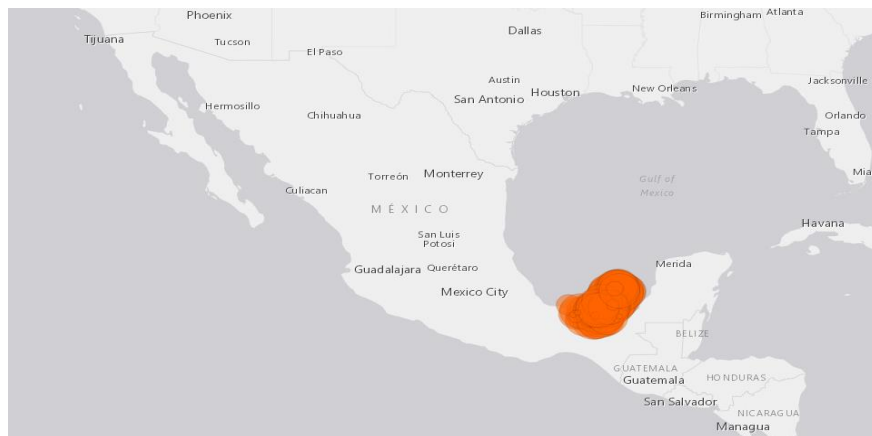 Phoenix
Birmingham
Atlanta
Tijuana
Tucson
Dallas
El Paso
Austin
Jacksonville
Houston
New Orleans
San Antonio
Hermosillo
Chihuahua
Orlando
Tampa
Torreón
Monterrey
Mia
Gulf of
Mexico
Culiacan
MÉXICO
Havana
San Luis
Potosi
Merida
Guadalajara
Querétaro
Mexico City
BELIZE
GUATEMALA
Guatemala
HONDURAS
San Salvador
NICARAGUA
Managua